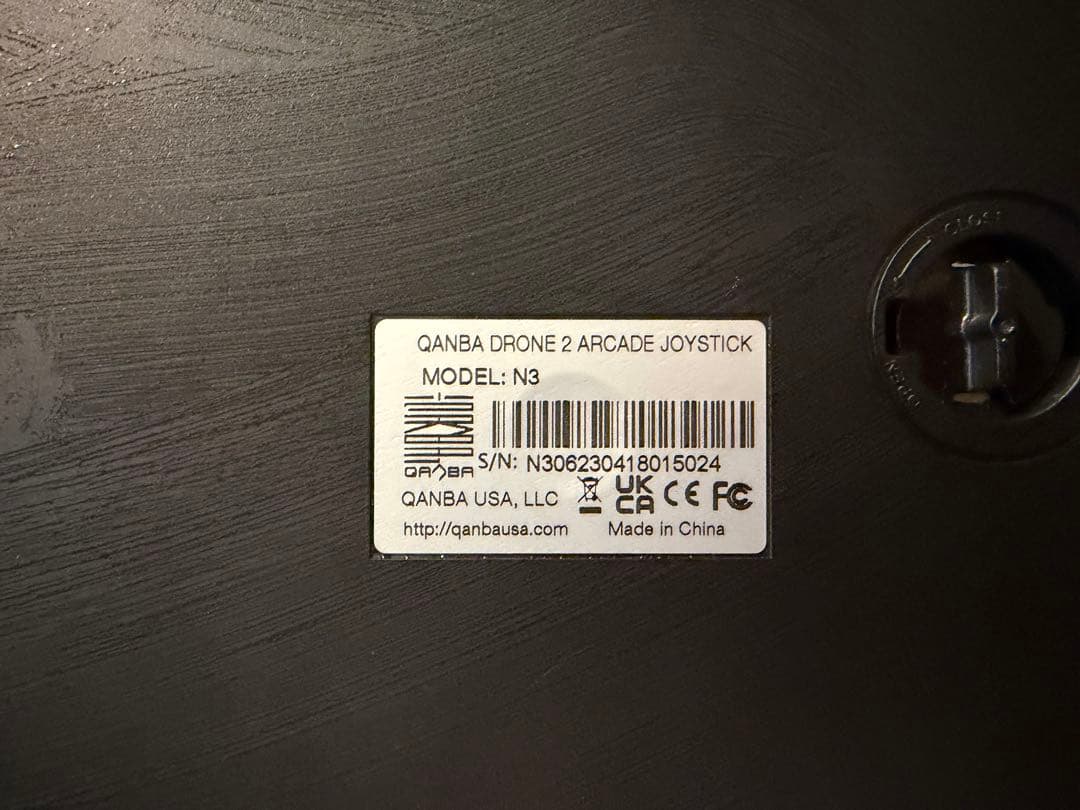 QANBA DRONE 2 ARCADE JOYSTICK
MODEL: N3
QANBA
S/N: N306230418015024
QANBA USA, LLC UK CA CE FC
http://qanbausa.com Made in China
CLOSE
OPEN